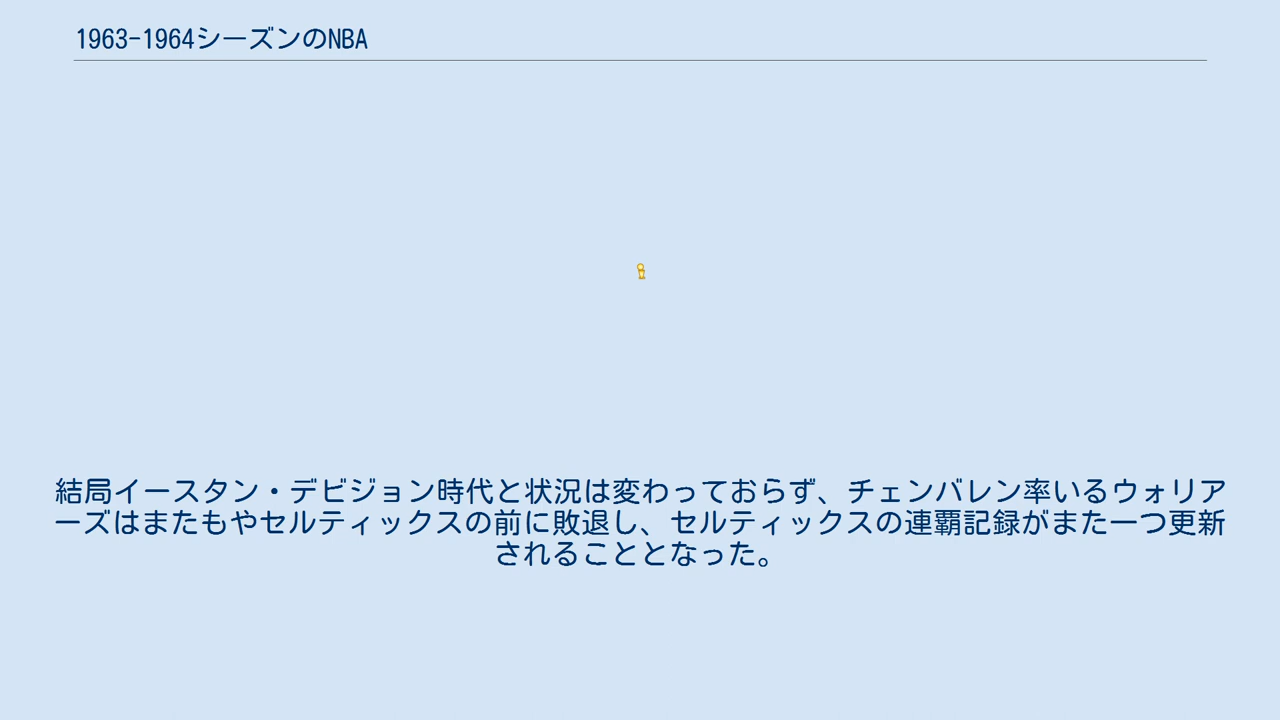 1963-1964シーズンのNBA
結局イースタン・デビジョン時代と状況は変わっておらず、チェンバレン率いるウォリア
ーズはまたもやセルティックスの前に敗退し、セルティックスの連覇記録がまた一つ更新
されることとなった。